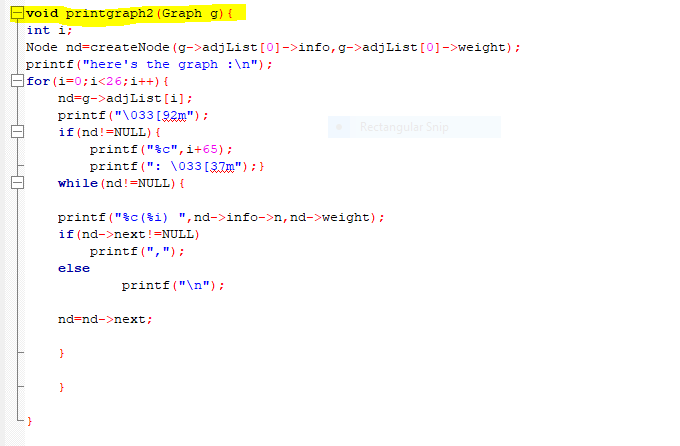 void printgraph2(Graph g){
int i;
Node nd=createNode(g->adjList[0]->info,g->adjList[0]->weight);
printf("here's the graph :\n");
for(i=0;i<26;i++){
    nd=g->adjList[i];
    printf("\033[92m");
    if(nd!=NULL){
        printf("%c",i+65);
        printf(": \033[37m");}
    while(nd!=NULL){
    printf("%c(%i) ",nd->info->n,nd->weight);
    if(nd->next!=NULL)
        printf(",");
    else
            printf("\n");
    nd=nd->next;
    }
    }
}
Rectangular Snip